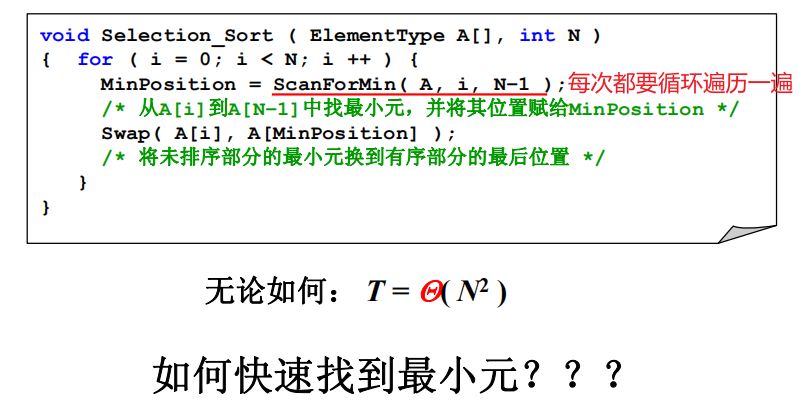 void Selection_Sort ( ElementType A[], int N )
{ for ( i = 0; i < N; i ++ ) {
MinPosition = ScanForMin( A, i, N–1 );每次都要循环遍历一遍
/* 从A[i]到A[N–1]中找最小元，并将其位置赋给MinPosition */
Swap( A[i], A[MinPosition] );
/* 将未排序部分的最小元换到有序部分的最后位置 */
}
}
无论如何： T = Θ( N² )
如何快速找到最小元？？？